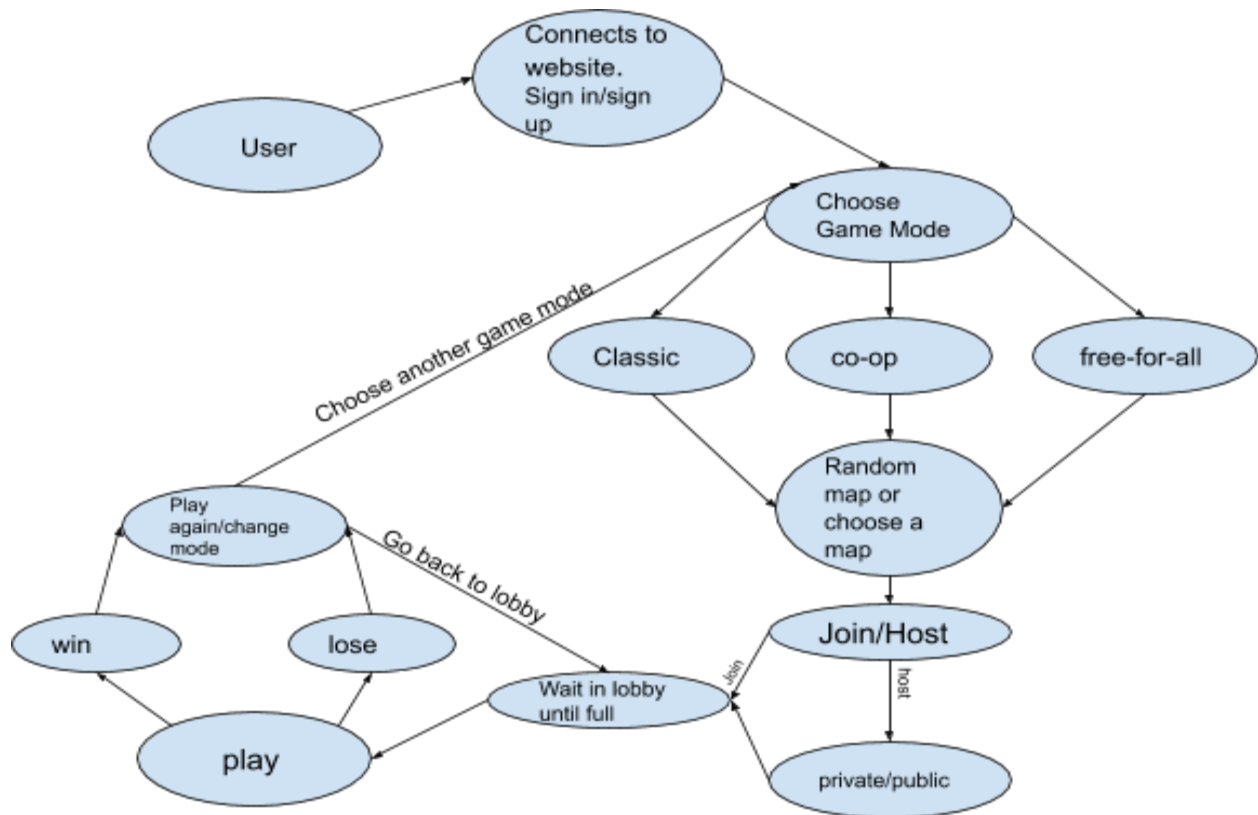 Connects to
website.
Sign in/sign
up
User
Choose
Game Mode
Choose another game mode
Classic
co-op
free-for-all
Random
map or
choose a
map
Play
again/change
mode
Go back to lobby
win
lose
Join/Host
Join
host
Wait in lobby
until full
play
private/public